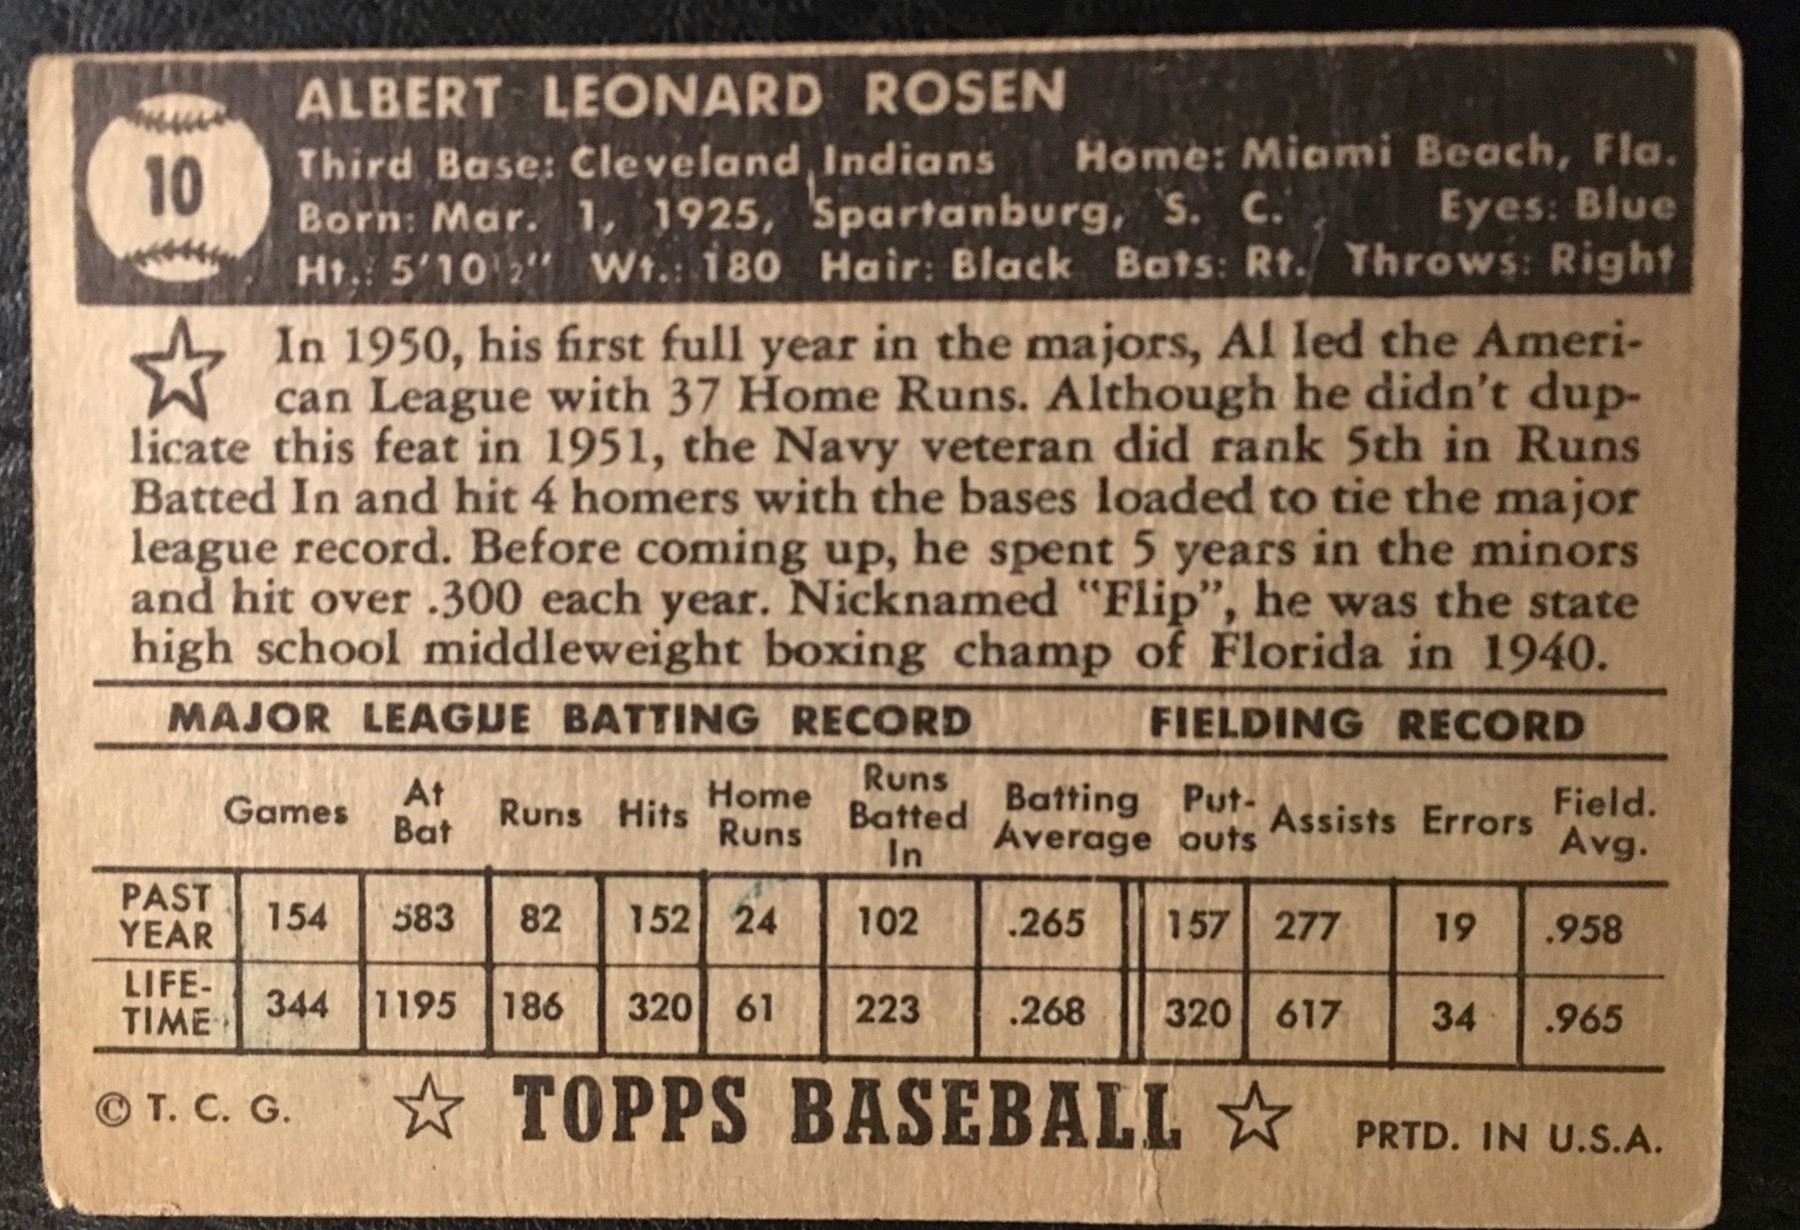 10
ALBERT LEONARD ROSEN
Third Base: Cleveland Indians Home: Miami Beach, Fla.
Born: Mar. 1, 1925, Spartanburg, S. C. Eyes: Blue
Ht.: 5'10½" Wt.: 180 Hair: Black Bats: Rt. Throws: Right
☆ In 1950, his first full year in the majors, Al led the Ameri-
can League with 37 Home Runs. Although he didn't dup-
licate this feat in 1951, the Navy veteran did rank 5th in Runs
Batted In and hit 4 homers with the bases loaded to tie the major
league record. Before coming up, he spent 5 years in the minors
and hit over .300 each year. Nicknamed "Flip", he was the state
high school middleweight boxing champ of Florida in 1940.
MAJOR LEAGUE BATTING RECORD FIELDING RECORD
Games At Bat Runs Hits Home Runs Runs Batted In Batting Average Put-outs Assists Errors Field. Avg.
PAST YEAR 154 583 82 152 24 102 .265 157 277 19 .958
LIFE-TIME 344 1195 186 320 61 223 .268 320 617 34 .965
© T. C. G. ☆ TOPPS BASEBALL ☆ PRTD. IN U.S.A.